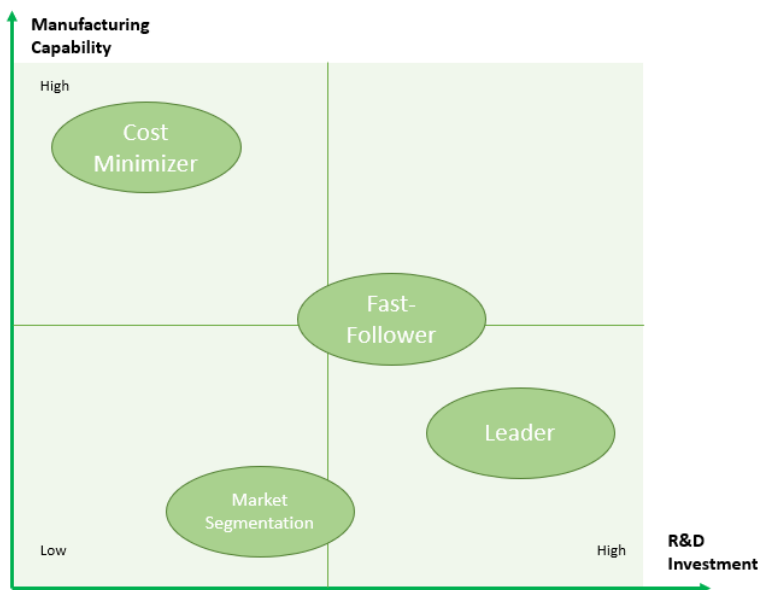 Manufacturing
Capability
High
Cost
Minimizer
Fast-
Follower
Leader
Market
Segmentation
Low
High
R&D
Investment